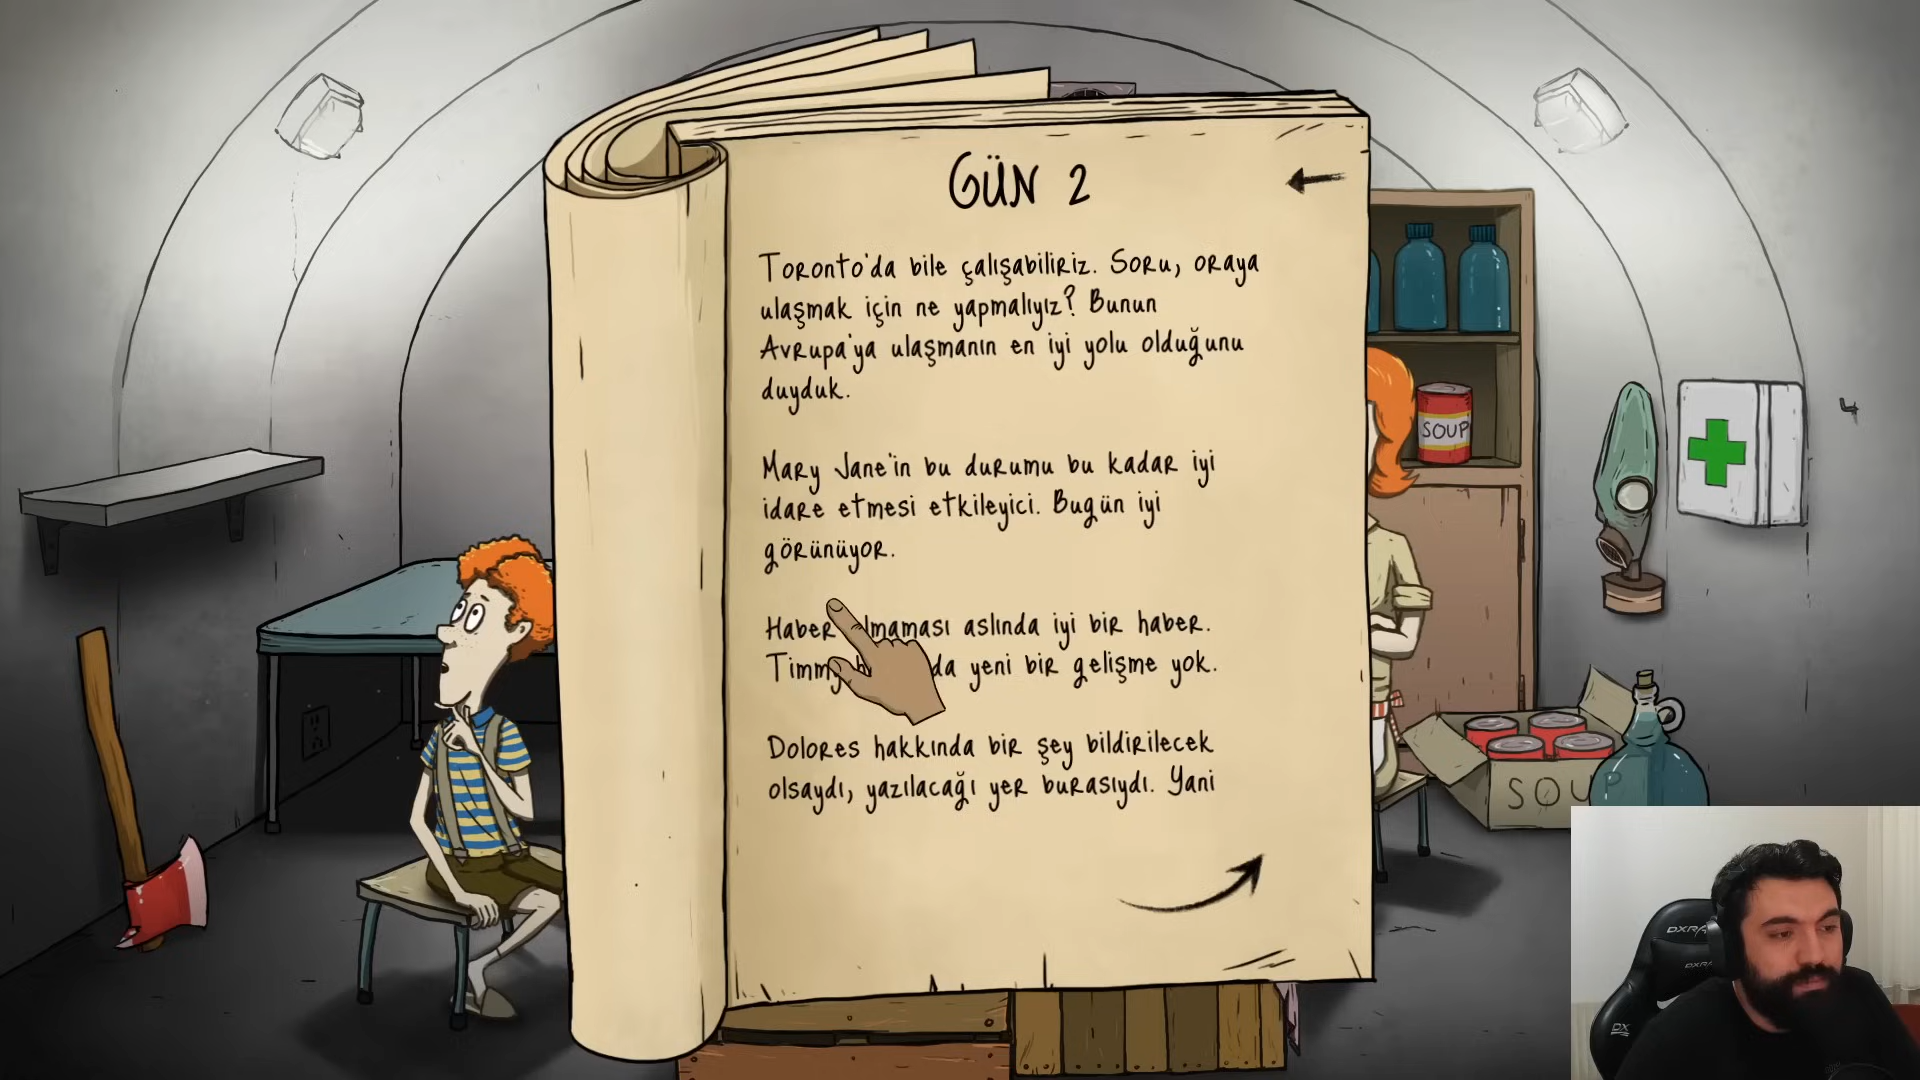 GÜN 2
Toronto'da bile çalışabiliriz. Soru, oraya
ulaşmak için ne yapmalıyız? Bunun
Avrupa'ya ulaşmanın en iyi yolu olduğunu
duyduk.
Mary Jane'in bu durumu bu kadar iyi
idare etmesi etkileyici. Bugün iyi
görünüyor.
Haber aslında iyi bir haber.
yeni bir gelişme yok.
Dolores hakkında bir şey bildirilecek
olsaydı, yazılacağı yer burasıydı. Yani
SOUP
DX